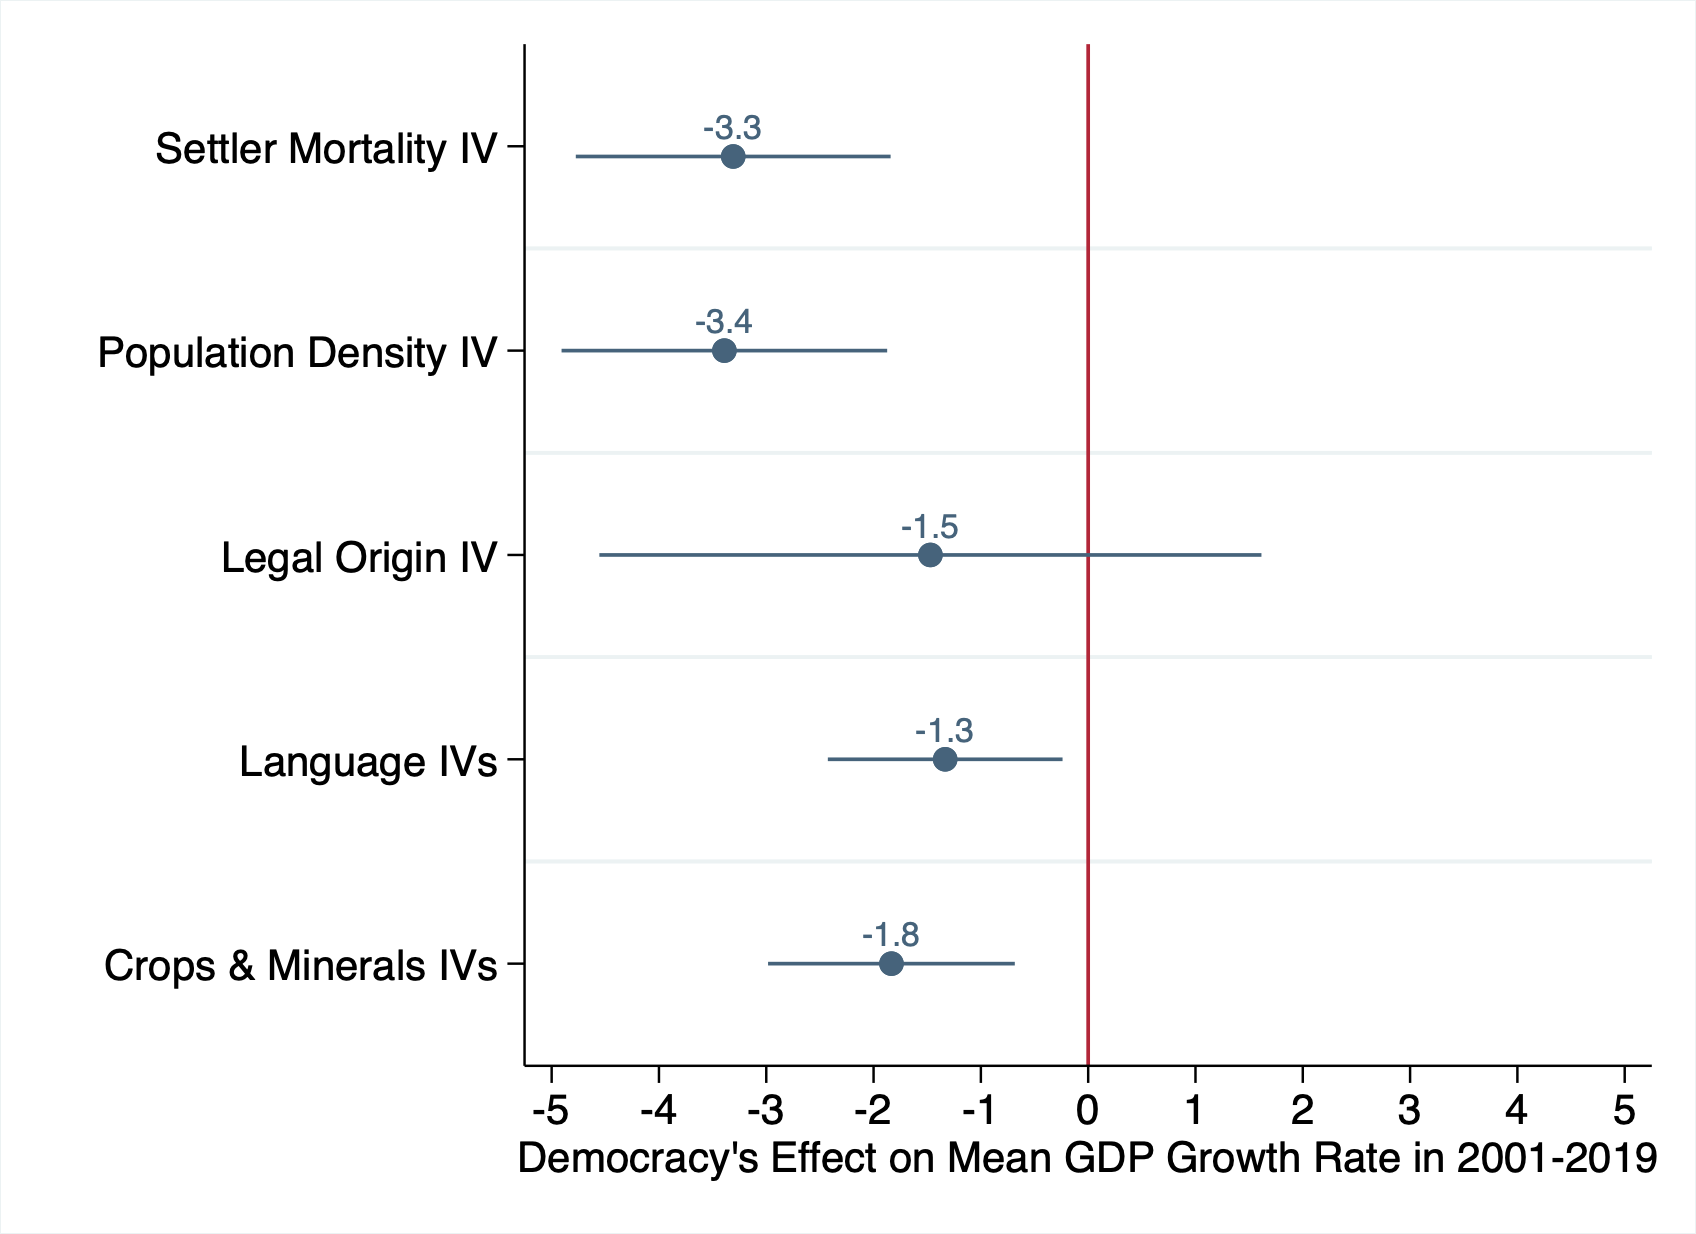 -3.3
Settler Mortality IV
-3.4
Population Density IV
-1.5
Legal Origin IV
-1.3
Language IVs
-1.8
Crops & Minerals IVs
-5 -4 -3 -2 -1 0 1 2 3 4 5
Democracy's Effect on Mean GDP Growth Rate in 2001-2019